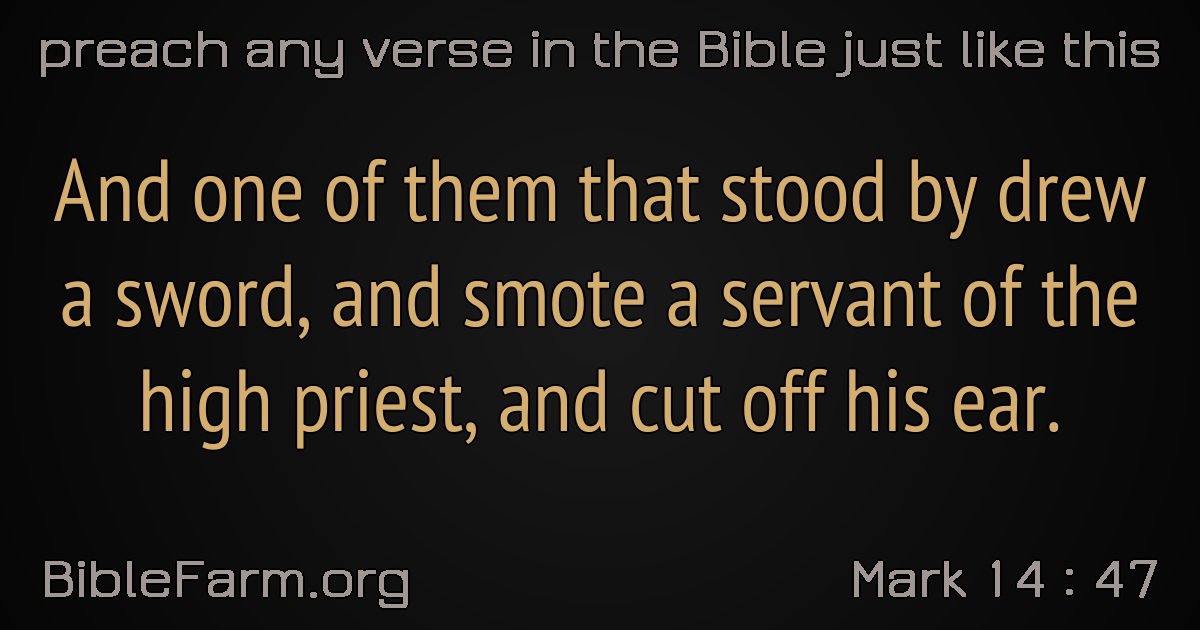 preach any verse in the Bible just like this
And one of them that stood by drew
a sword, and smote a servant of the
high priest, and cut off his ear.
BibleFarm.org
Mark 14 : 47